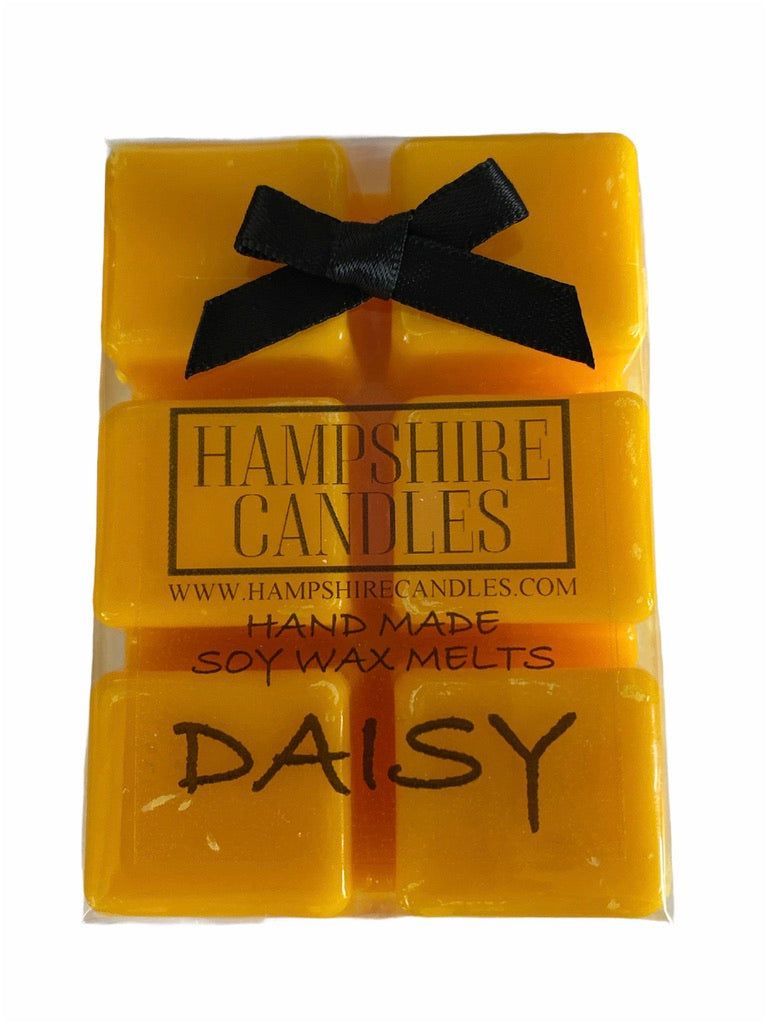 HAMPSHIRE
CANDLES
WWW.HAMPSHIRECANDLES.COM
HAND MADE
SOY WAX MELTS
DAISY